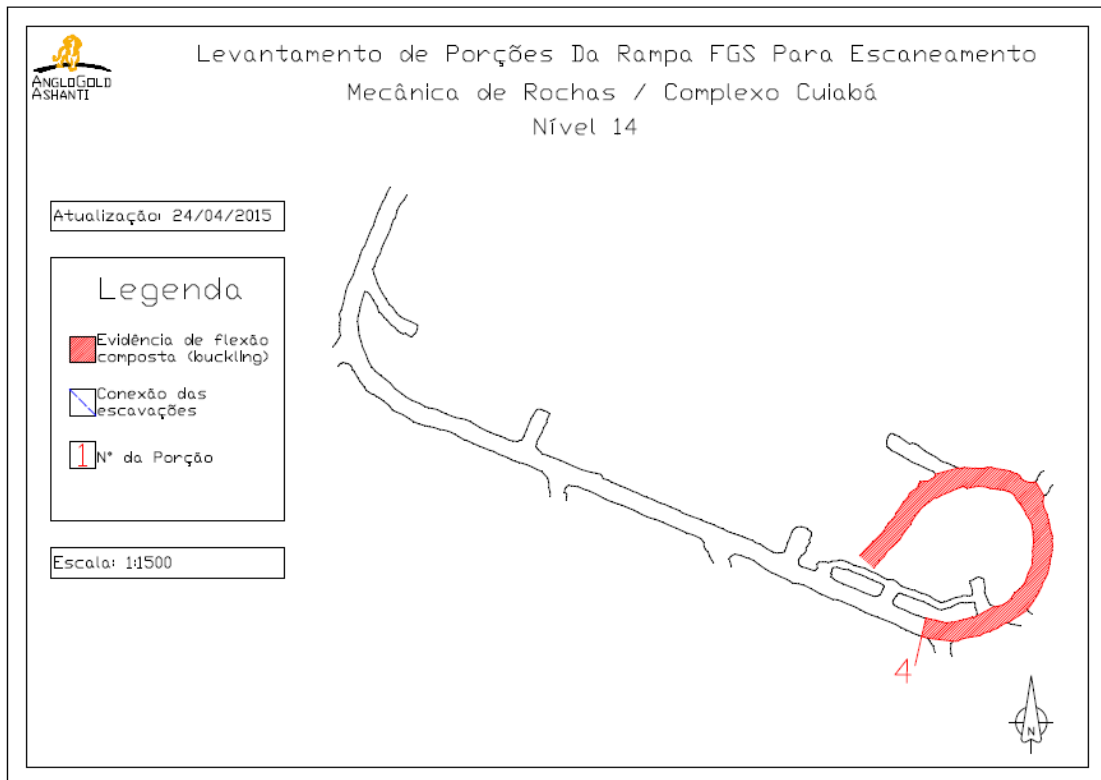 ANGLOGOLD
ASHANTI
Levantamento de Porções Da Rampa FGS Para Escaneamento
Mecânica de Rochas / Complexo Cuiabá
Nível 14
Atualização: 24/04/2015
Legenda
Evidência de flexão
composta (buckling)
Conexão das
escavações
1 N° da Porção
Escala: 1:1500
4
N